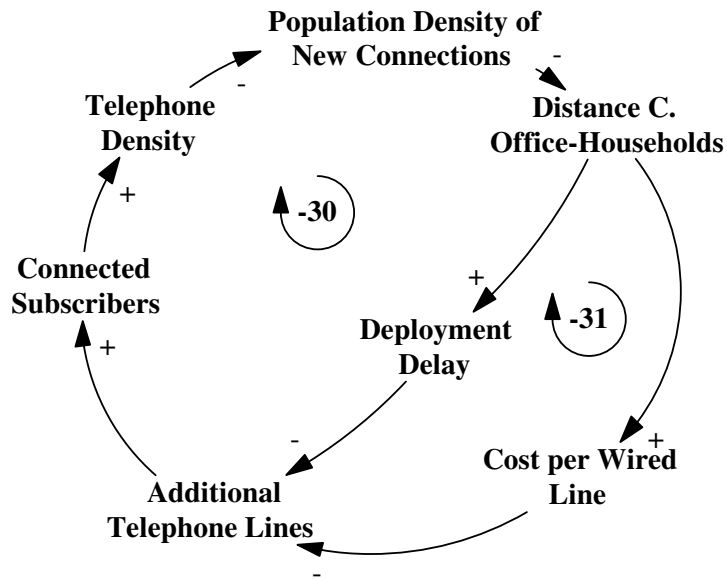 Population Density of
New Connections
-
-
Telephone
Density
Distance C.
Office-Households
+
-30
Connected
Subscribers
+
-31
Deployment
Delay
+
-
+
Cost per Wired
Line
Additional
Telephone Lines
-